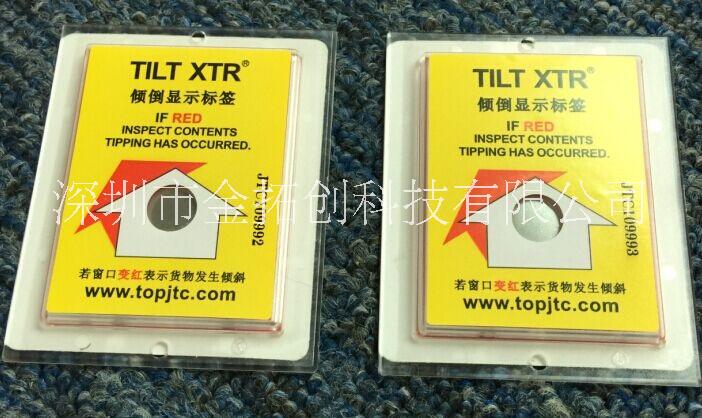 TILT XTR®
倾倒显示标签
IF RED
INSPECT CONTENTS
TIPPING HAS OCCURRED.
JTC109992
若窗口变红表示货物发生倾斜
www.topjtc.com
TILT XTR®
倾倒显示标签
IF RED
INSPECT CONTENTS
TIPPING HAS OCCURRED.
JTC109993
若窗口变红表示货物发生倾斜
www.topjtc.com
深圳市金拓创科技有限公司